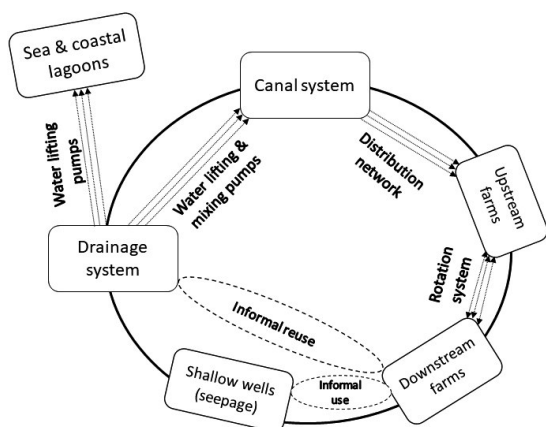 Sea & coastal
lagoons
Canal system
Water lifting
pumps
Water lifting &
mixing pumps
Distribution
network
Upstream
farms
Drainage
system
Rotation
system
Informal reuse
Shallow wells
(seepage)
Informal
use
Downstream
farms